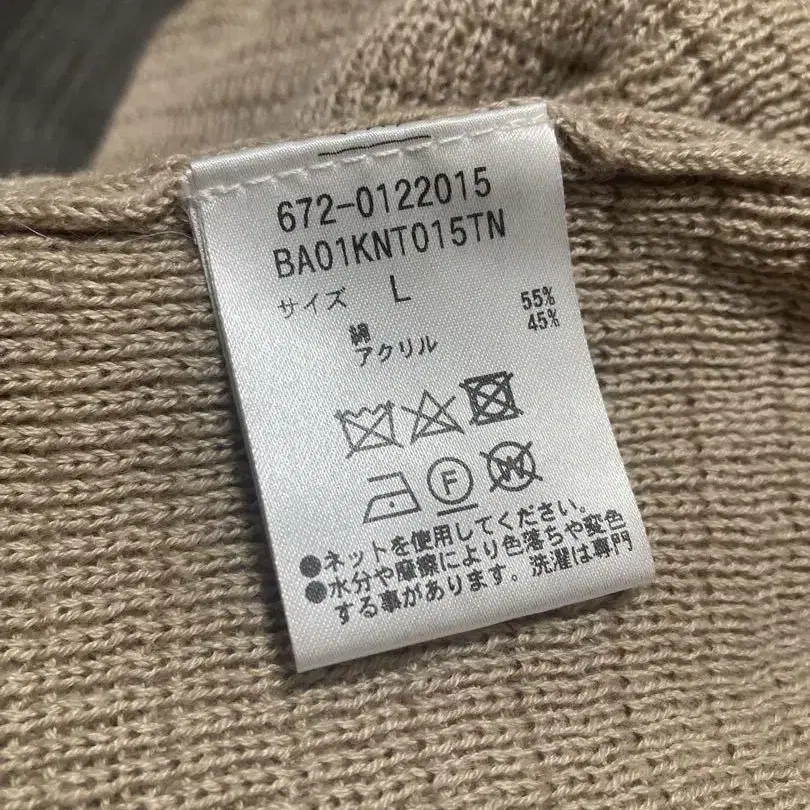 672-0122015
BA01KNT015TN
サイズ L
綿 55%
アクリル 45%
F
W
●ネットを使用してください。
●水分や摩擦により色落ちや変色
する事があります。洗濯は専門